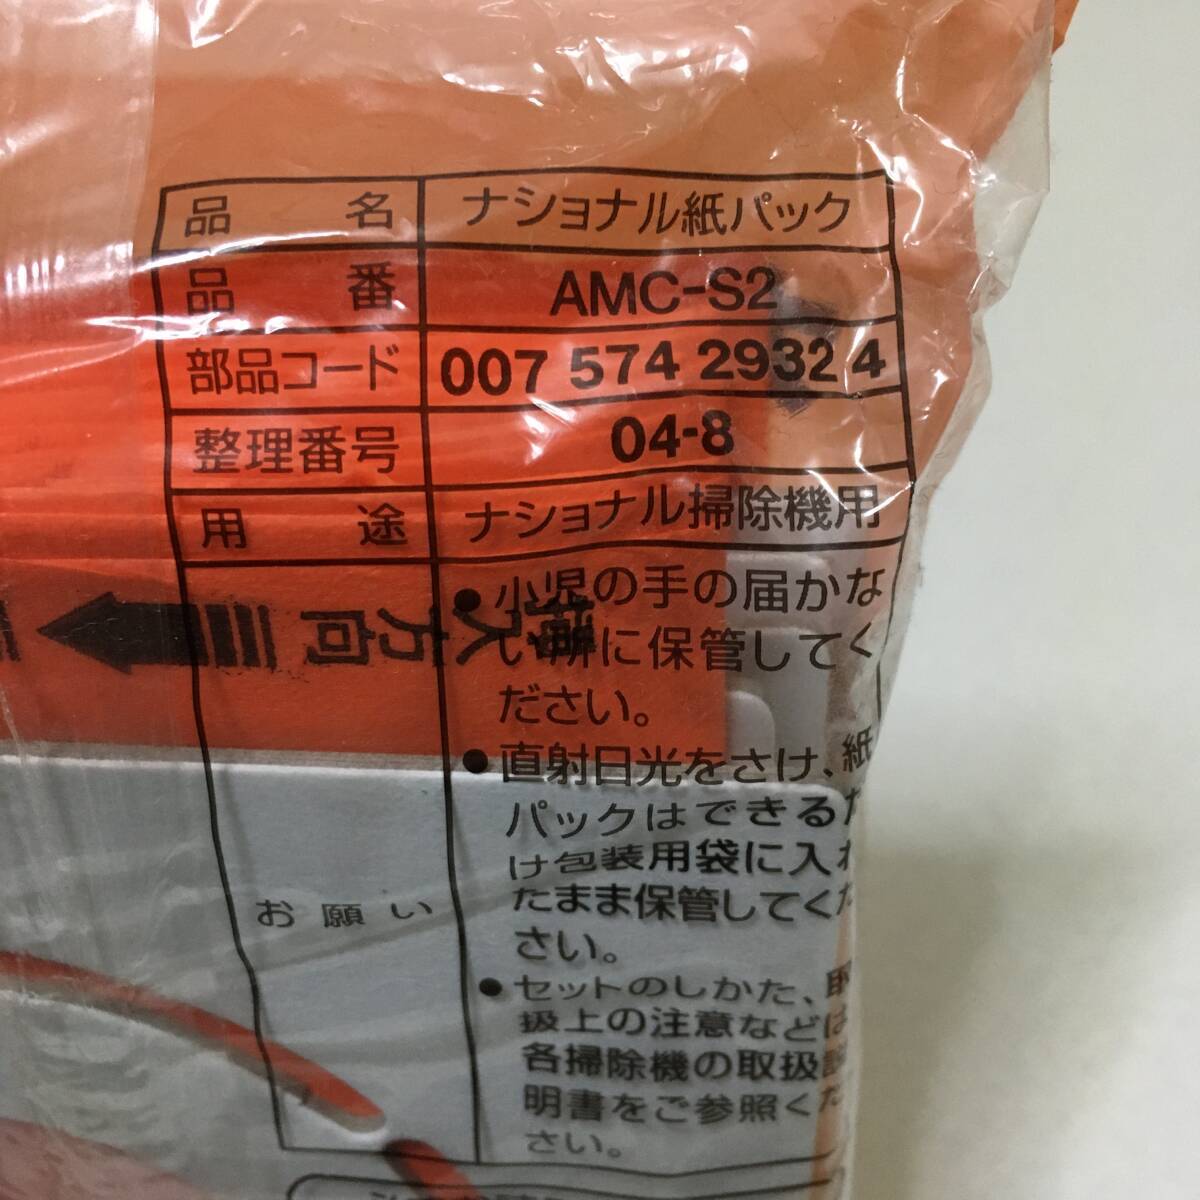 品名 ナショナル紙パック
品番 AMC-S2
部品コード 007 574 29324
整理番号 04-8
用途 ナショナル掃除機用
お願い
●小児の手の届かな
い所に保管してく
ださい。
●直射日光をさけ、紙
パックはできるだ
け包装用袋に入れ
たまま保管してくだ
さい。
●セットのしかた、取
扱上の注意などは
各掃除機の取扱説
明書をご参照くだ
さい。
挿入方向